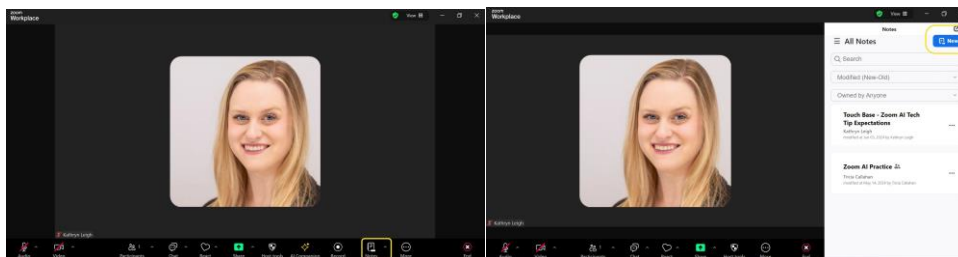 zoom
Workplace
View
Kathryn Leigh
Audio
Video
Participants
1
Chat
React
Share
Host tools
AI Companion
Record
Notes
More
End
zoom
Workplace
View
Kathryn Leigh
Audio
Video
Participants
1
Chat
React
Share
Host tools
More
End
Notes
All Notes
New
Search
Modified (New-Old)
Owned by Anyone
Touch Base - Zoom AI Tech
Tip Expectations
Kathryn Leigh
Zoom AI Practice
Tricia Callahan